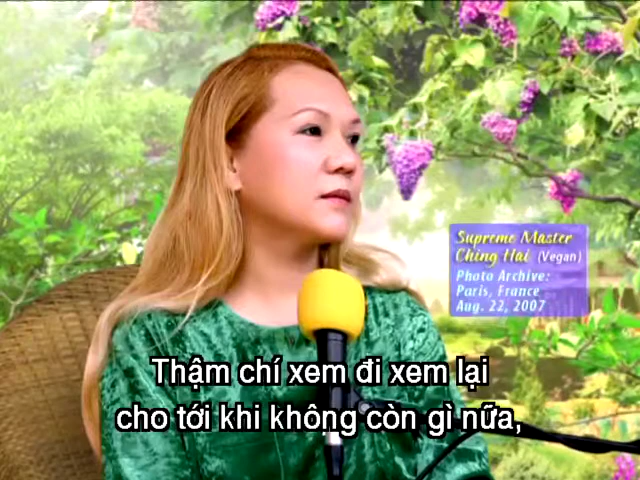 Supreme Master
Ching Hai (Vegan)
Photo Archive:
Paris, France
Aug. 22, 2007
Thậm chí xem đi xem lại
cho tới khi không còn gì nữa,